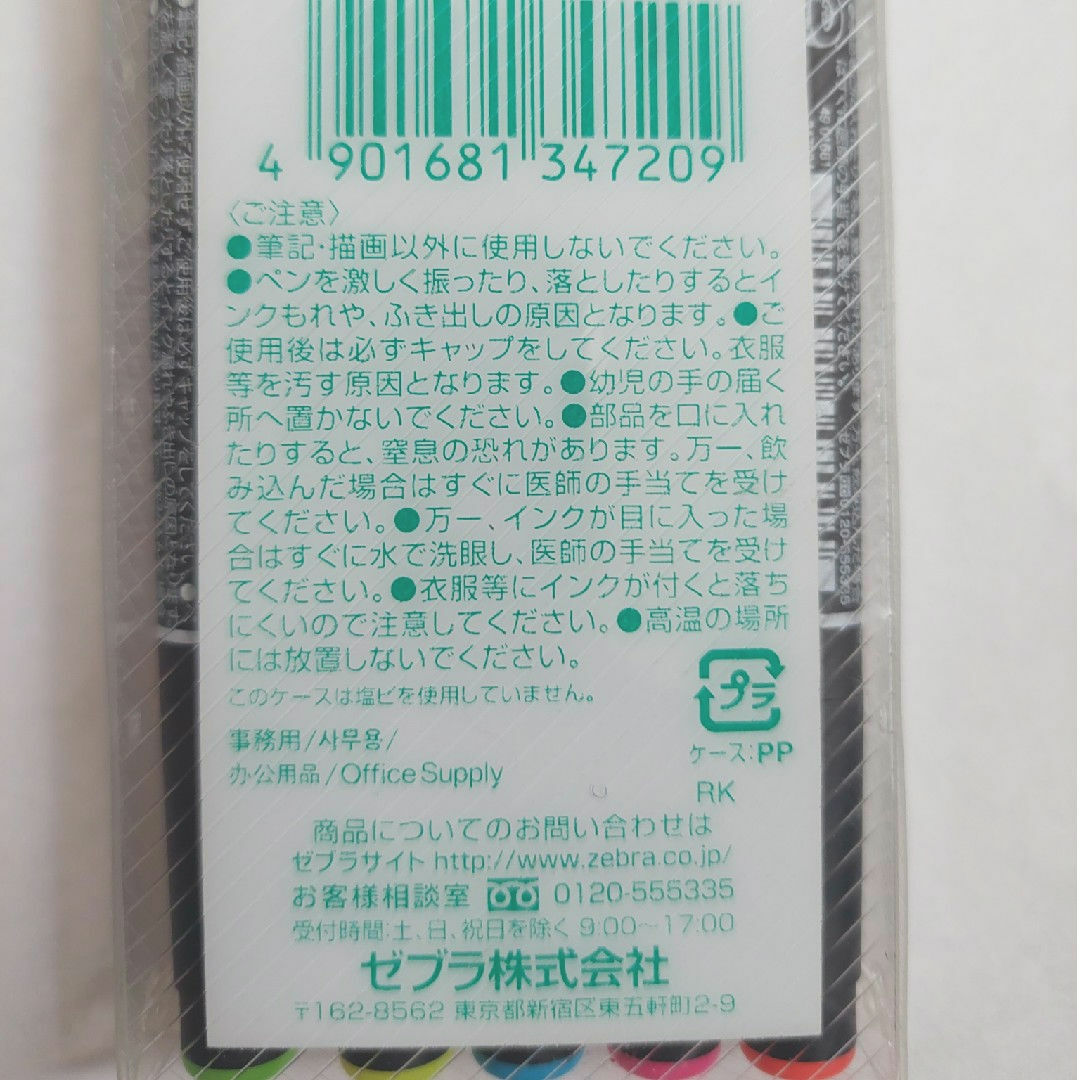 4 901681 347209
〈ご注意〉
●筆記・描画以外に使用しないでください。
●ペンを激しく振ったり、落としたりするとイ
ンクもれや、ふき出しの原因となります。●ご
使用後は必ずキャップをしてください。衣服
等を汚す原因となります。●幼児の手の届く
所へ置かないでください。●部品を口に入れ
たりすると、窒息の恐れがあります。万一、飲
み込んだ場合はすぐに医師の手当てを受け
てください。●万一、インクが目に入った場
合はすぐに水で洗眼し、医師の手当てを受け
てください。●衣服等にインクが付くと落ち
にくいので注意してください。●高温の場所
には放置しないでください。
このケースは塩ビを使用していません。
プラ
ケース:PP
事務用/사무용/
办公用品/Office Supply
RK
商品についてのお問い合わせは
ゼブラサイト http://www.zebra.co.jp/
お客様相談室 0120-555335
受付時間:土、日、祝日を除く 9:00~17:00
ゼブラ株式会社
〒162-8562 東京都新宿区東五軒町2-9